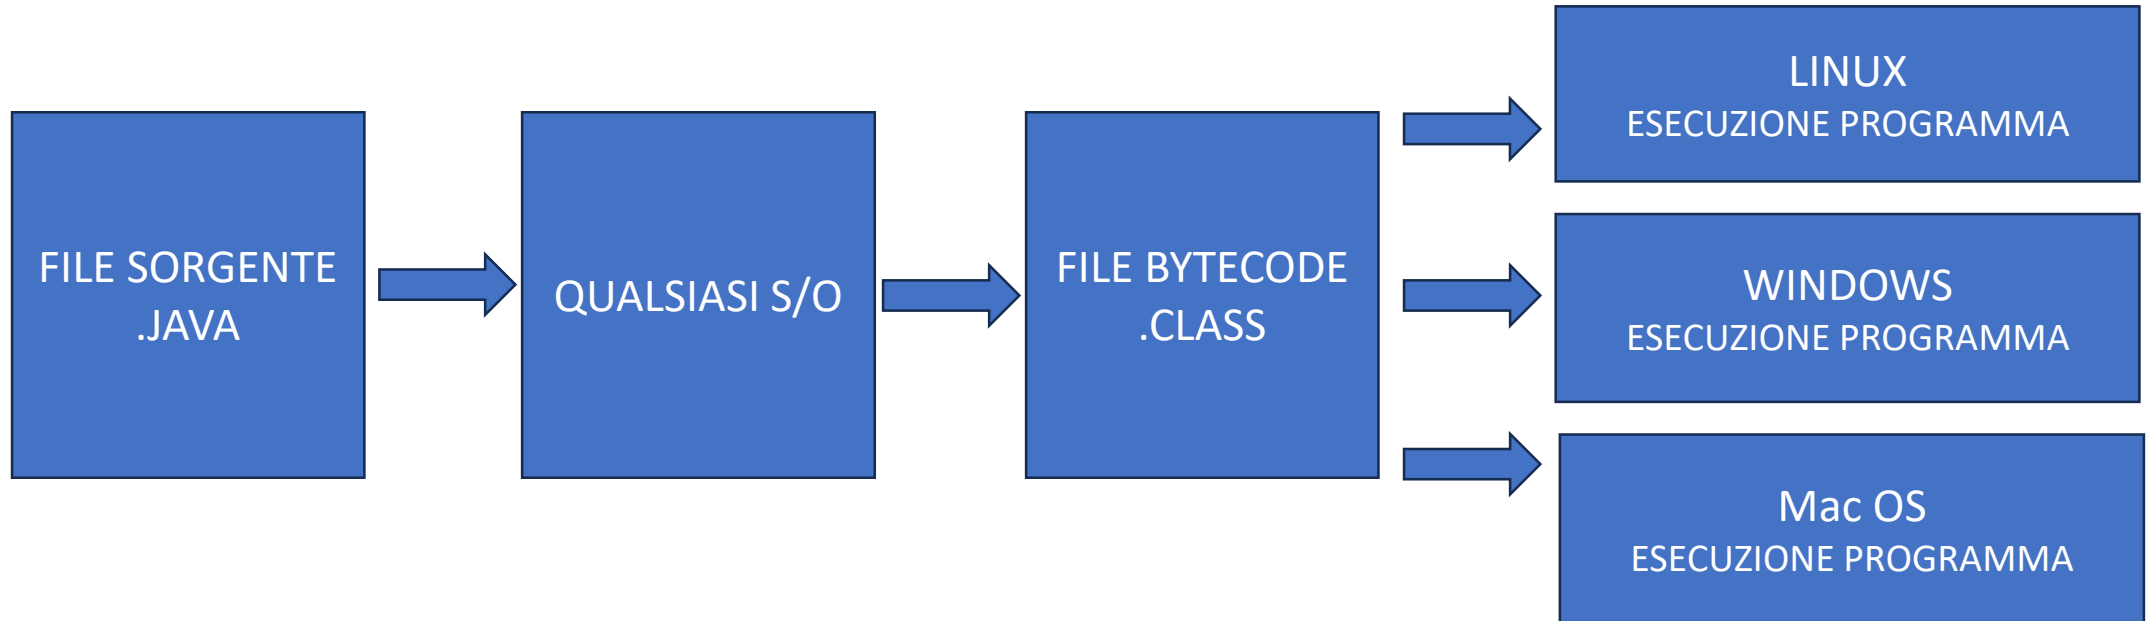 FILE SORGENTE
.JAVA
QUALSIASI S/O
FILE BYTECODE
.CLASS
LINUX
ESECUZIONE PROGRAMMA
WINDOWS
ESECUZIONE PROGRAMMA
Mac OS
ESECUZIONE PROGRAMMA